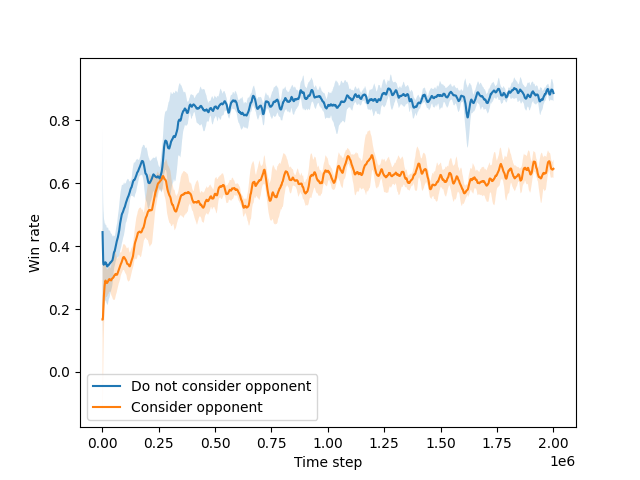 Win rate
0.8
0.6
0.4
0.2
0.0
Do not consider opponent
Consider opponent
0.00 0.25 0.50 0.75 1.00 1.25 1.50 1.75 2.00
Time step
1e6